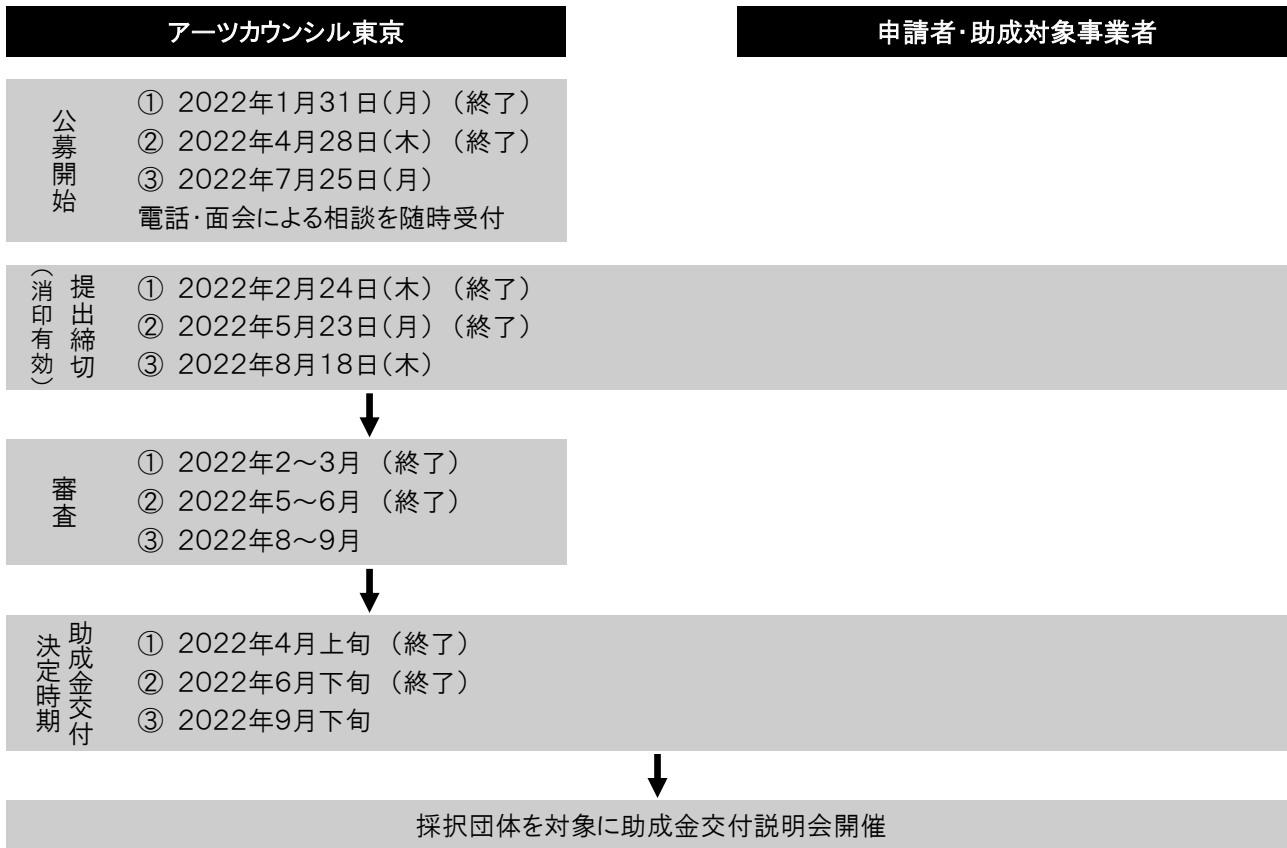 アーツカウンシル東京
申請者・助成対象事業者
公募開始
① 2022年1月31日(月) (終了)
② 2022年4月28日(木) (終了)
③ 2022年7月25日(月)
電話・面会による相談を随時受付
提出締切
(消印有効)
① 2022年2月24日(木) (終了)
② 2022年5月23日(月) (終了)
③ 2022年8月18日(木)
審査
① 2022年2～3月 (終了)
② 2022年5～6月 (終了)
③ 2022年8～9月
助成金交付
決定時期
① 2022年4月上旬 (終了)
② 2022年6月下旬 (終了)
③ 2022年9月下旬
採択団体を対象に助成金交付説明会開催